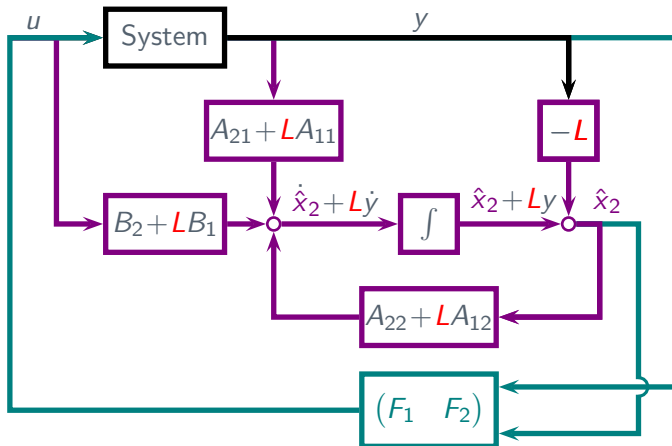 u
System
y
A₂₁+LA₁₁
−L
B₂+LB₁
ẋ̂₂+Lẏ
∫
x̂₂+Ly
x̂₂
A₂₂+LA₁₂
(F₁ F₂)